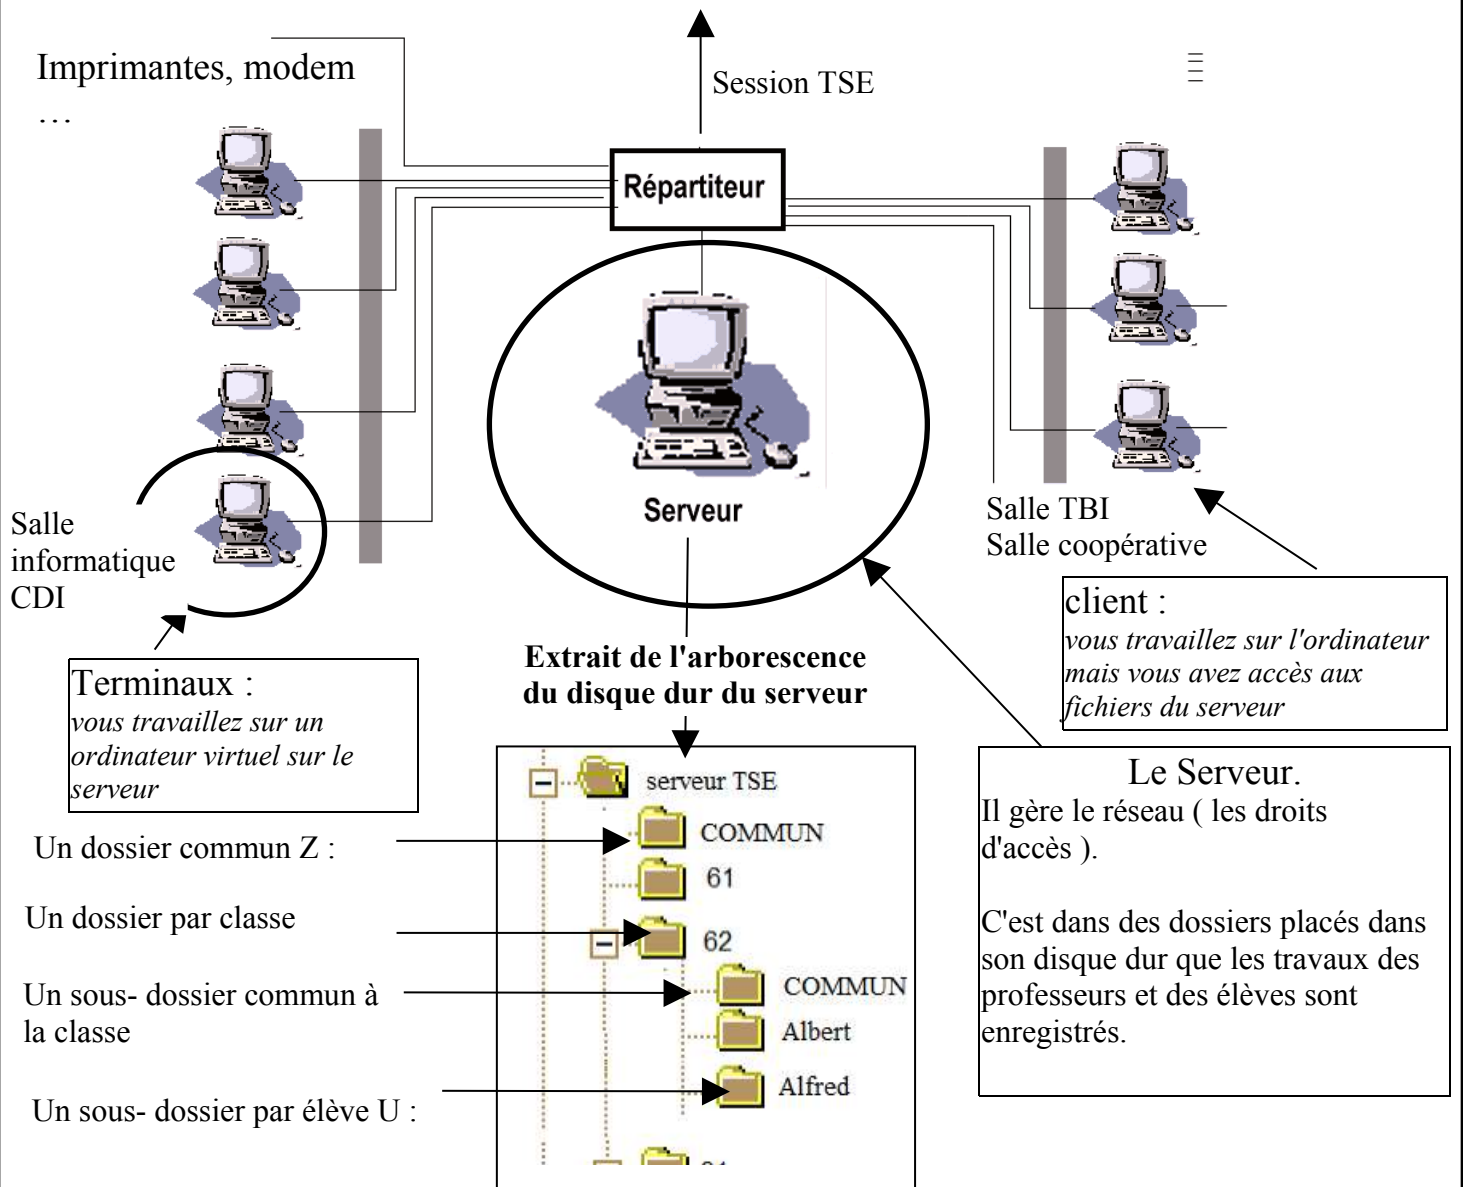 Imprimantes, modem
…
Session TSE
Répartiteur
Serveur
Salle
informatique
CDI
Salle TBI
Salle coopérative
Terminaux :
vous travaillez sur un
ordinateur virtuel sur le
serveur
client :
vous travaillez sur l'ordinateur
mais vous avez accès aux
fichiers du serveur
Extrait de l'arborescence
du disque dur du serveur
Le Serveur.
Il gère le réseau ( les droits
d'accès ).
C'est dans des dossiers placés dans
son disque dur que les travaux des
professeurs et des élèves sont
enregistrés.
serveur TSE
Un dossier commun Z :
COMMUN
61
Un dossier par classe
62
Un sous- dossier commun à
la classe
COMMUN
Albert
Alfred
Un sous- dossier par élève U :